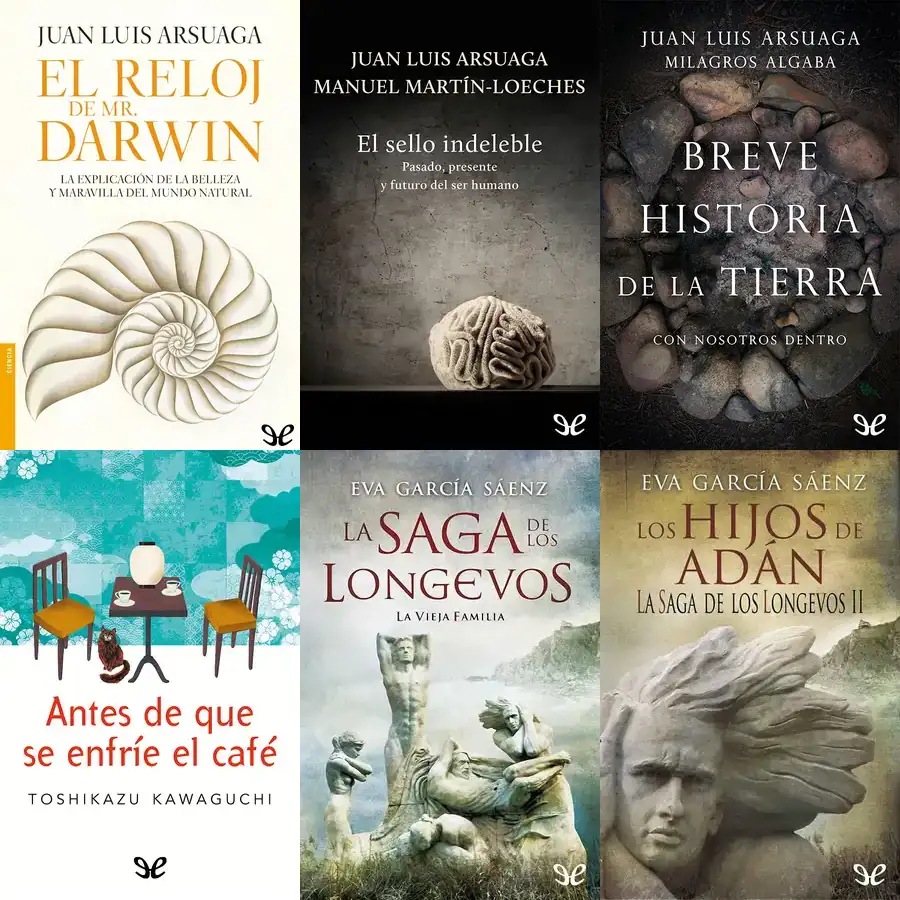 JUAN LUIS ARSUAGA
EL RELOJ
DE MR.
DARWIN
LA EXPLICACIÓN DE LA BELLEZA
Y MARAVILLA DEL MUNDO NATURAL
CIENCIA
JUAN LUIS ARSUAGA
MANUEL MARTÍN-LOECHES
El sello indeleble
Pasado, presente
y futuro del ser humano
JUAN LUIS ARSUAGA
MILAGROS ALGABA
BREVE
HISTORIA
DE LA TIERRA
CON NOSOTROS DENTRO
Antes de que
se enfríe el café
TOSHIKAZU KAWAGUCHI
EVA GARCÍA SÁENZ
LA SAGA DE LOS
LONGEVOS
LA VIEJA FAMILIA
EVA GARCÍA SÁENZ
LOS HIJOS DE
ADÁN
LA SAGA DE LOS LONGEVOS II